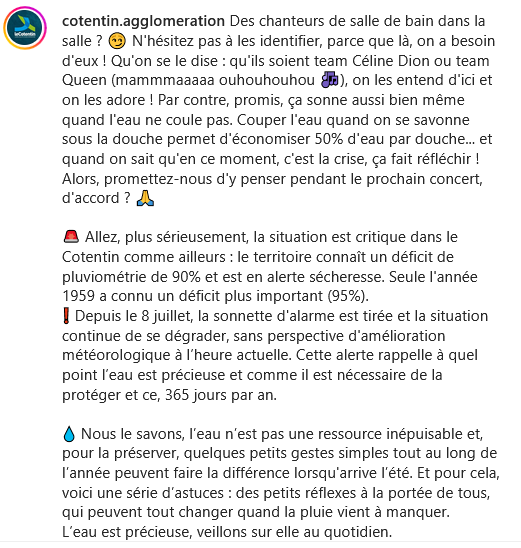 cotentin.agglomeration Des chanteurs de salle de bain dans la
salle ? 😏 N'hésitez pas à les identifier, parce que là, on a besoin
d'eux ! Qu'on se le dise : qu'ils soient team Céline Dion ou team
Queen (mammmaaaaa ouhouhouhou 🎶), on les entend d'ici et
on les adore ! Par contre, promis, ça sonne aussi bien même
quand l'eau ne coule pas. Couper l'eau quand on se savonne
sous la douche permet d'économiser 50% d'eau par douche... et
quand on sait qu'en ce moment, c'est la crise, ça fait réfléchir !
Alors, promettez-nous d'y penser pendant le prochain concert,
d'accord ? 🙏
🚨 Allez, plus sérieusement, la situation est critique dans le
Cotentin comme ailleurs : le territoire connaît un déficit de
pluviométrie de 90% et est en alerte sécheresse. Seule l'année
1959 a connu un déficit plus important (95%).
❗ Depuis le 8 juillet, la sonnette d'alarme est tirée et la situation
continue de se dégrader, sans perspective d'amélioration
météorologique à l'heure actuelle. Cette alerte rappelle à quel
point l'eau est précieuse et comme il est nécessaire de la
protéger et ce, 365 jours par an.
💧 Nous le savons, l'eau n'est pas une ressource inépuisable et,
pour la préserver, quelques petits gestes simples tout au long de
l'année peuvent faire la différence lorsqu'arrive l'été. Et pour cela,
voici une série d'astuces : des petits réflexes à la portée de tous,
qui peuvent tout changer quand la pluie vient à manquer.
L'eau est précieuse, veillons sur elle au quotidien.